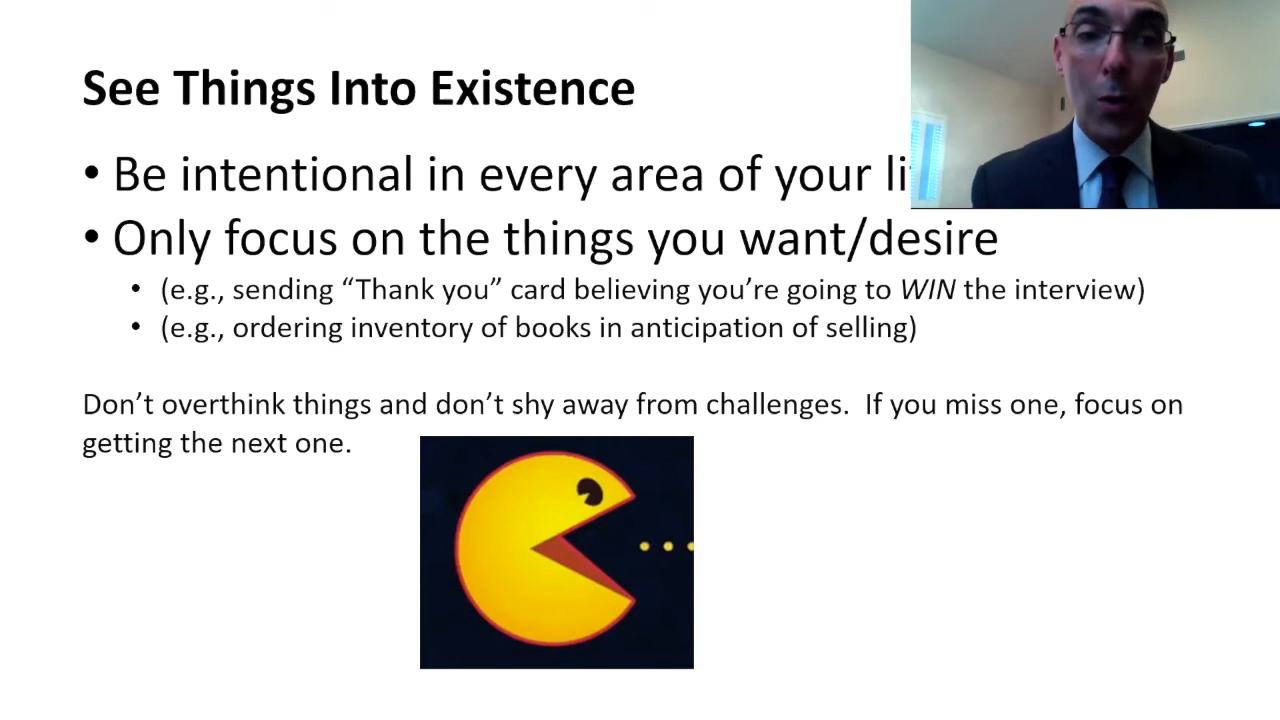 See Things Into Existence
• Be intentional in every area of your
• Only focus on the things you want/desire
• (e.g., sending “Thank you” card believing you’re going to WIN the interview)
• (e.g., ordering inventory of books in anticipation of selling)
Don’t overthink things and don’t shy away from challenges.  If you miss one, focus on
getting the next one.